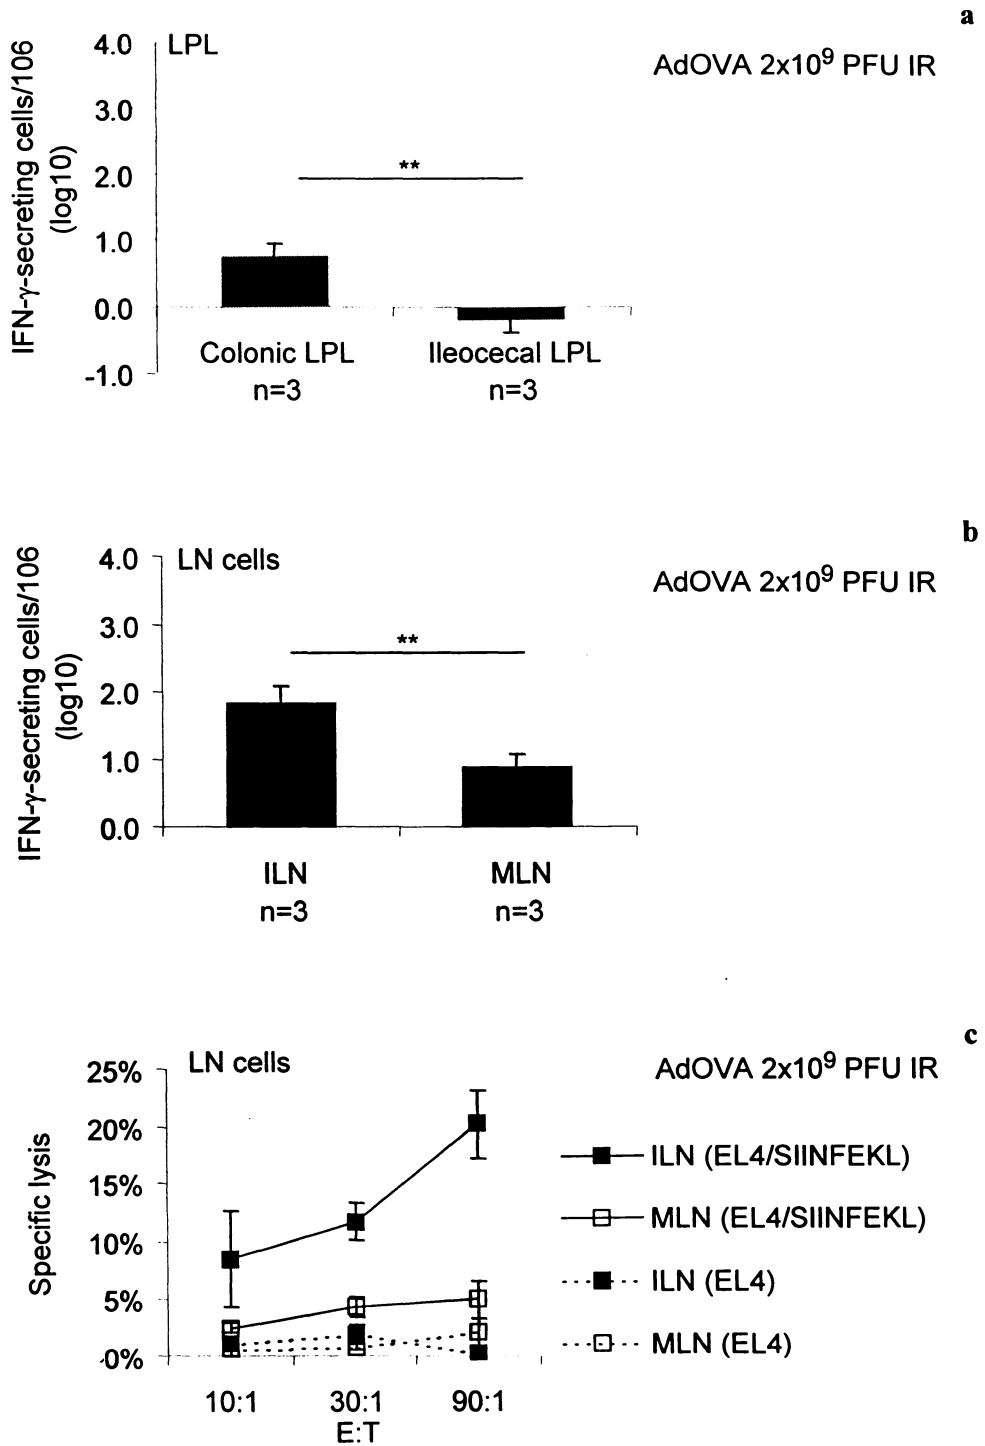 a
4.0
LPL
AdOVA 2x10⁹ PFU IR
3.0
**
2.0
1.0
0.0
-1.0
IFN-γ-secreting cells/106
(log10)
Colonic LPL
Ileocecal LPL
n=3
n=3
b
4.0
LN cells
AdOVA 2x10⁹ PFU IR
3.0
**
2.0
1.0
0.0
IFN-γ-secreting cells/106
(log10)
ILN
MLN
n=3
n=3
c
25%
LN cells
AdOVA 2x10⁹ PFU IR
20%
15%
10%
5%
0%
Specific lysis
ILN (EL4/SIINFEKL)
MLN (EL4/SIINFEKL)
ILN (EL4)
MLN (EL4)
10:1
30:1
90:1
E:T